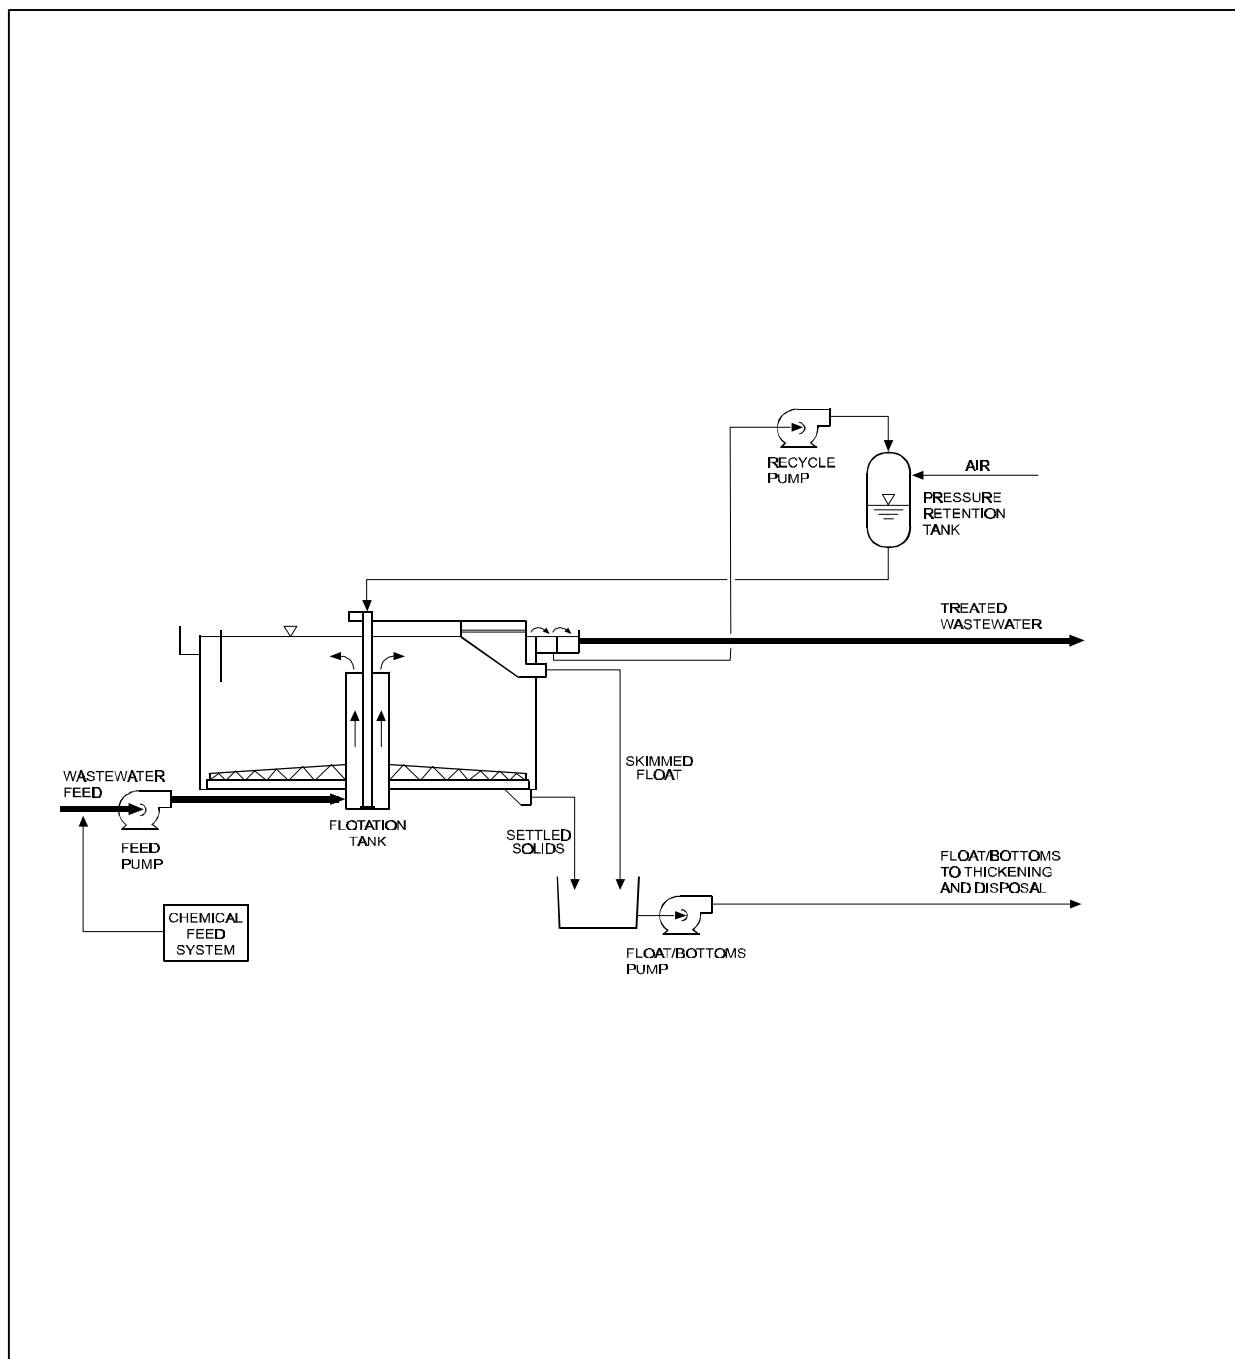 RECYCLE
PUMP
AIR
PRESSURE
RETENTION
TANK
TREATED
WASTEWATER
SKIMMED
FLOAT
WASTEWATER
FEED
FLOTATION
TANK
FEED
PUMP
SETTLED
SOLIDS
FLOAT/BOTTOMS
TO THICKENING
AND DISPOSAL
CHEMICAL
FEED
SYSTEM
FLOAT/BOTTOMS
PUMP